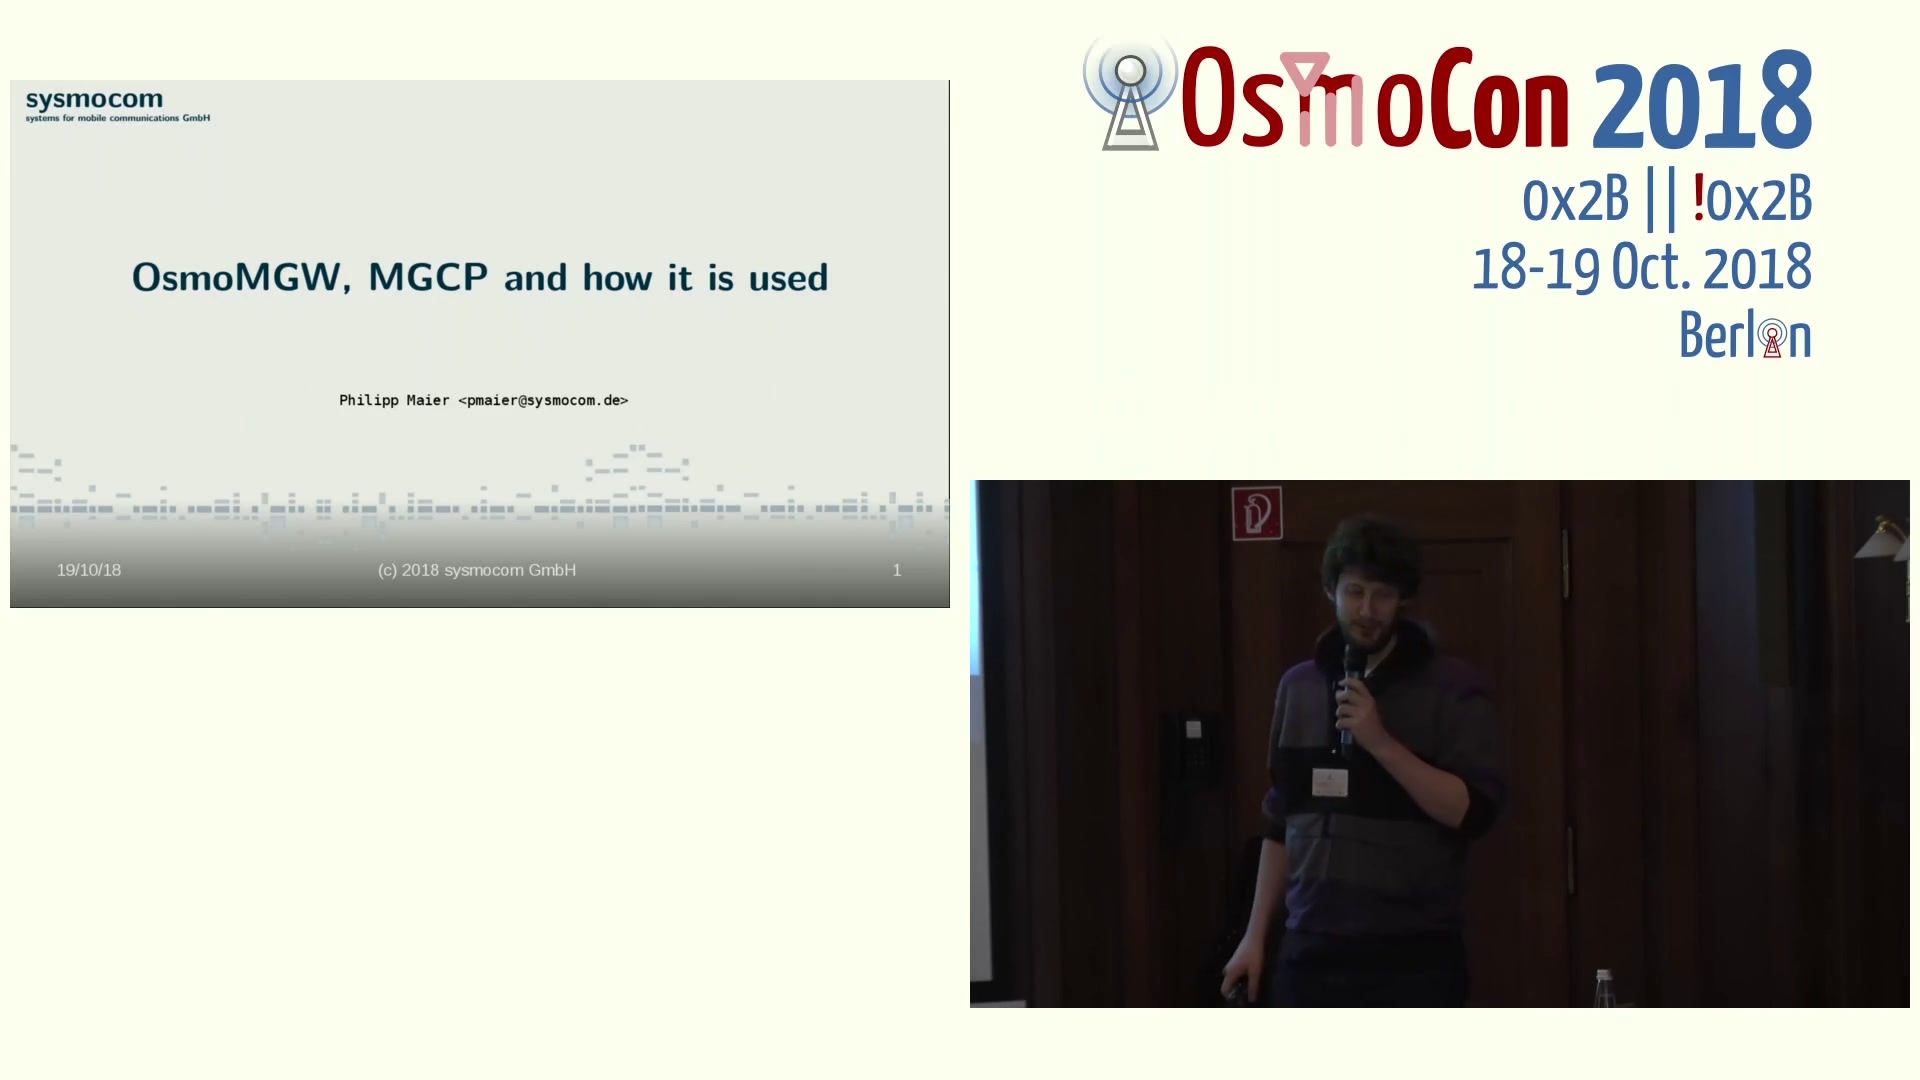 sysmocom
systems for mobile communications GmbH
OsmoMGW, MGCP and how it is used
Philipp Maier <pmaier@sysmocom.de>
19/10/18
(c) 2018 sysmocom GmbH
1
OsmoCon 2018
0x2B || !0x2B
18-19 Oct. 2018
Berlin